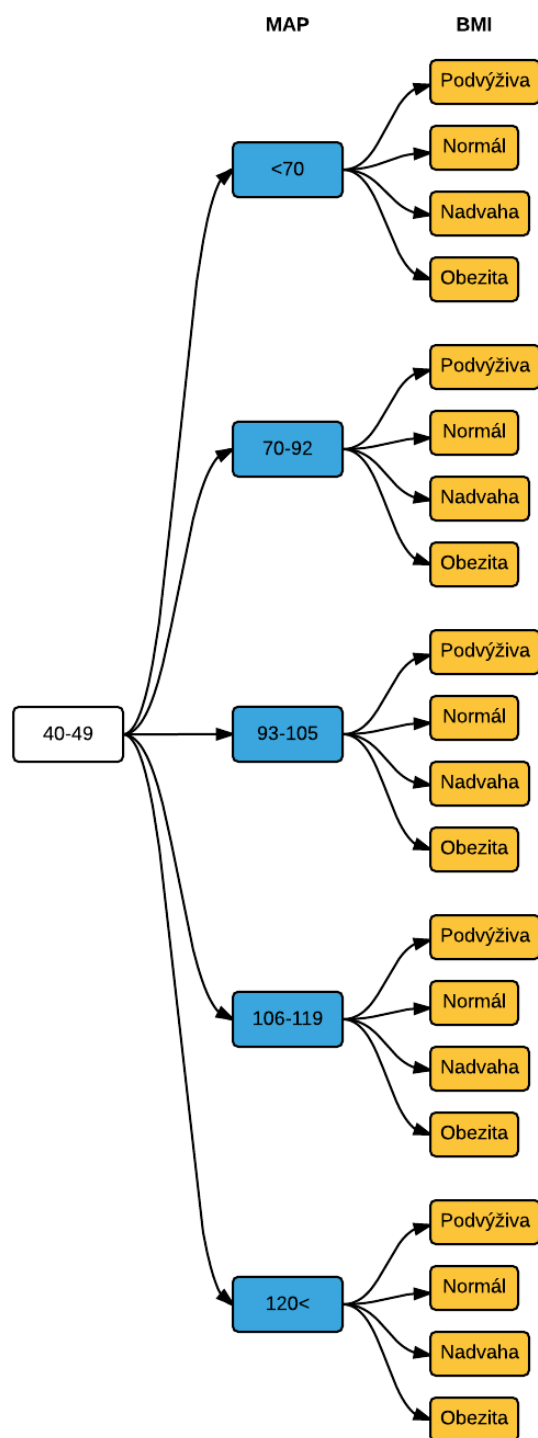 MAP
BMI
Podvýživa
Normál
<70
Nadvaha
Obezita
Podvýživa
Normál
70-92
Nadvaha
Obezita
Podvýživa
Normál
40-49
93-105
Nadvaha
Obezita
Podvýživa
Normál
106-119
Nadvaha
Obezita
Podvýživa
Normál
120<
Nadvaha
Obezita